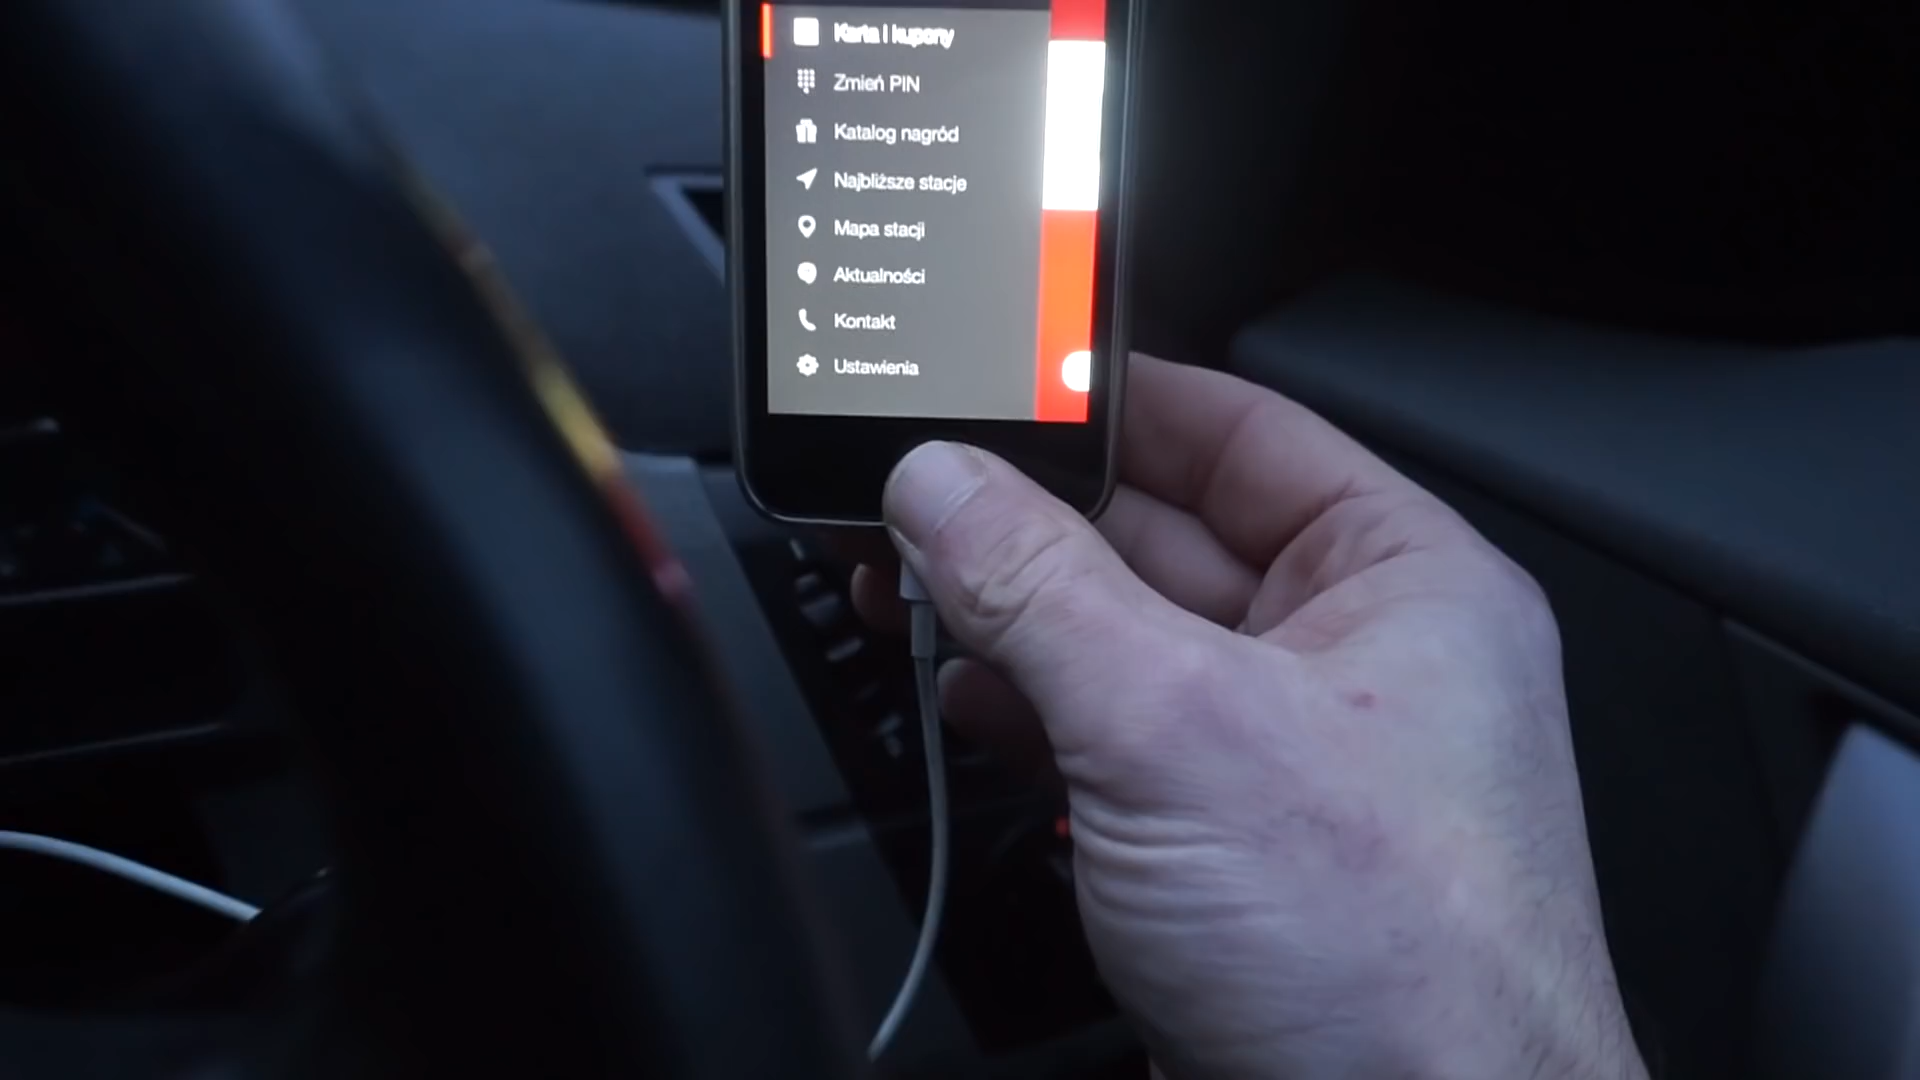 Karta i kupony
Zmień PIN
Katalog nagród
Najbliższe stacje
Mapa stacji
Aktualności
Kontakt
Ustawienia